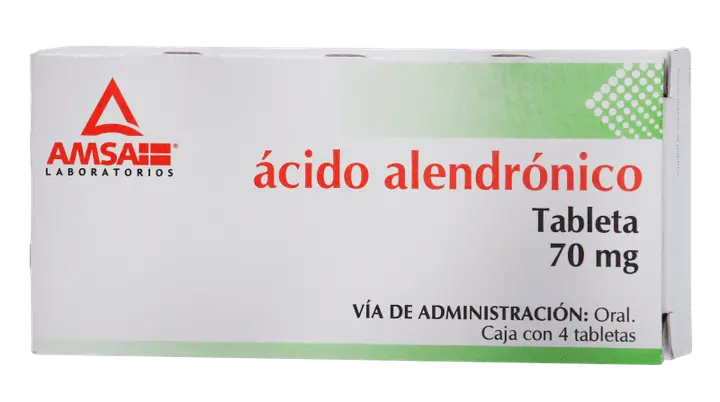 AMSA®
LABORATORIOS
ácido alendrónico
Tableta
70 mg
VÍA DE ADMINISTRACIÓN: Oral.
Caja con 4 tabletas